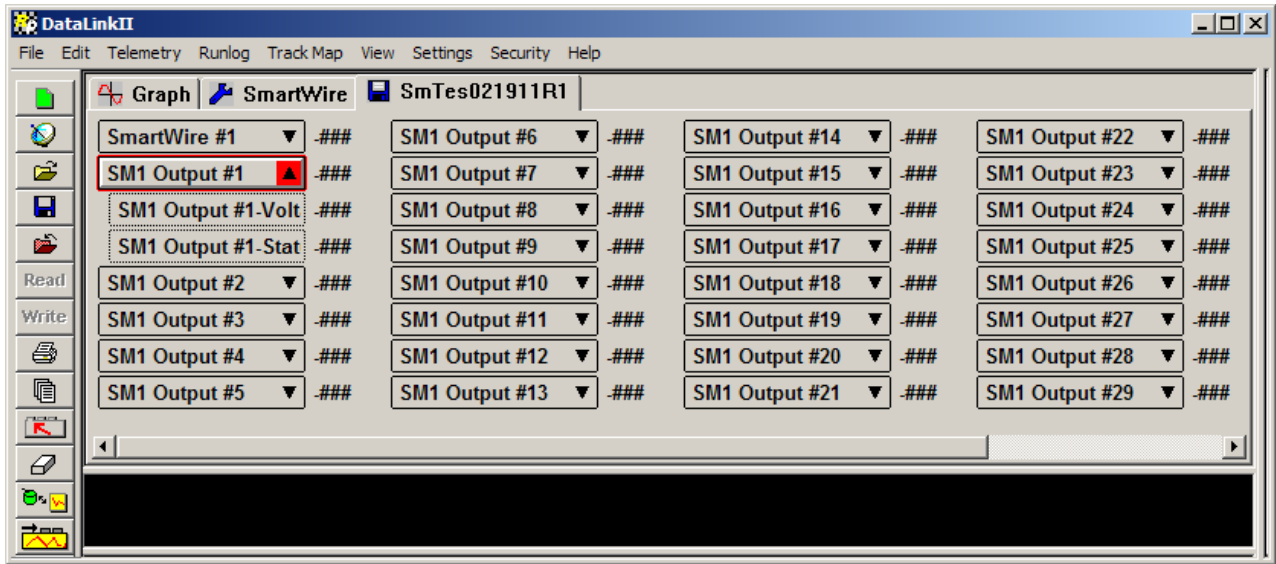 DataLinkII
File Edit Telemetry Runlog Track Map View Settings Security Help
Graph SmartWire SmTes021911R1
SmartWire #1 -### SM1 Output #6 -### SM1 Output #14 -### SM1 Output #22 -###
SM1 Output #1 -### SM1 Output #7 -### SM1 Output #15 -### SM1 Output #23 -###
SM1 Output #1-Volt -### SM1 Output #8 -### SM1 Output #16 -### SM1 Output #24 -###
SM1 Output #1-Stat -### SM1 Output #9 -### SM1 Output #17 -### SM1 Output #25 -###
Read SM1 Output #2 -### SM1 Output #10 -### SM1 Output #18 -### SM1 Output #26 -###
Write SM1 Output #3 -### SM1 Output #11 -### SM1 Output #19 -### SM1 Output #27 -###
SM1 Output #4 -### SM1 Output #12 -### SM1 Output #20 -### SM1 Output #28 -###
SM1 Output #5 -### SM1 Output #13 -### SM1 Output #21 -### SM1 Output #29 -###